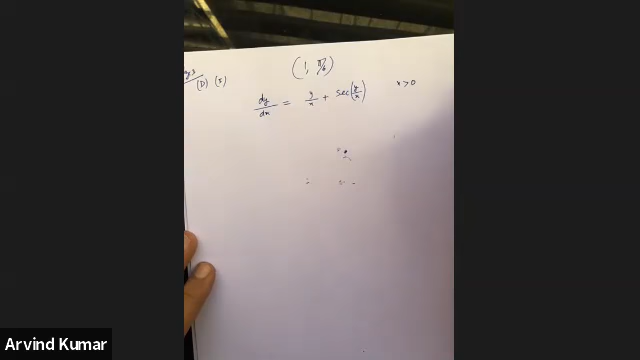 (1, π/6)
(D) (I)
dy/dx = y/x + sec(y/x) x > 0
Arvind Kumar